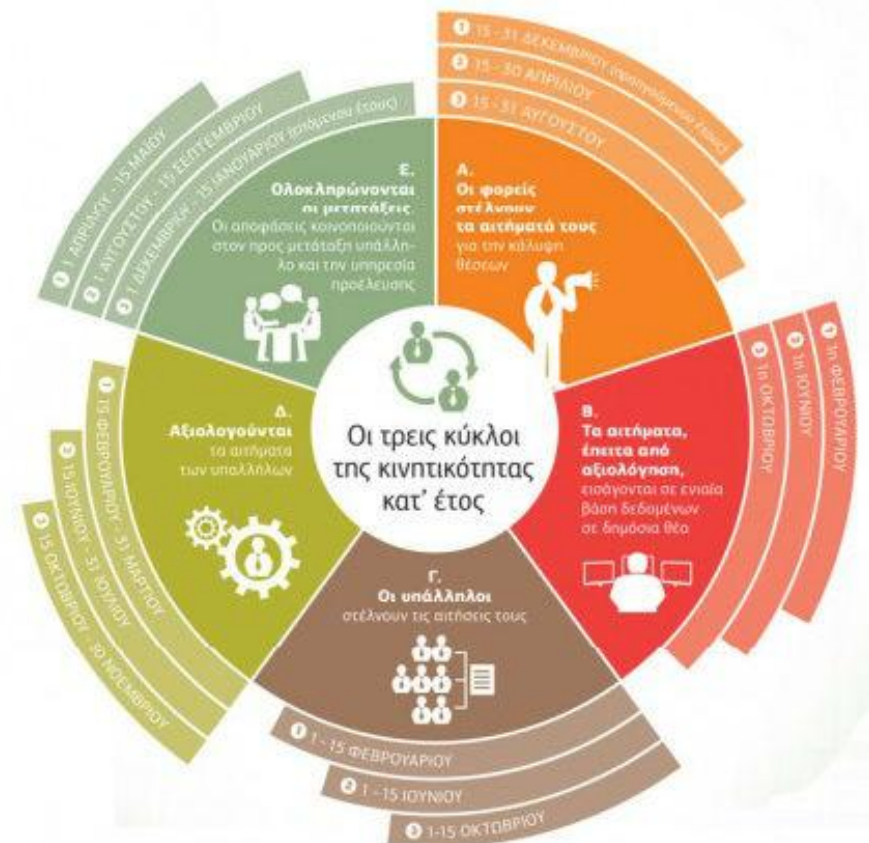 Οι τρεις κύκλοι
της κινητικότητας
κατ' έτος
Α.
Οι φορείς
στέλνουν
τα αιτήματά τους
για την κάλυψη
θέσεων
1 15 - 31 ΔΕΚΕΜΒΡΙΟΥ (προηγούμενου έτους)
2 15 - 30 ΑΠΡΙΛΙΟΥ
3 15 - 31 ΑΥΓΟΥΣΤΟΥ
Β.
Τα αιτήματα,
έπειτα από
αξιολόγηση,
εισάγονται σε ενιαία
βάση δεδομένων
σε δημόσια θέα
1 1η ΦΕΒΡΟΥΑΡΙΟΥ
2 1η ΙΟΥΝΙΟΥ
3 1η ΟΚΤΩΒΡΙΟΥ
Γ.
Οι υπάλληλοι
στέλνουν τις αιτήσεις τους
1 1 - 15 ΦΕΒΡΟΥΑΡΙΟΥ
2 1 - 15 ΙΟΥΝΙΟΥ
3 1-15 ΟΚΤΩΒΡΙΟΥ
Δ.
Αξιολογούνται
τα αιτήματα
των υπαλλήλων
1 15 ΦΕΒΡΟΥΑΡΙΟΥ - 31 ΜΑΡΤΙΟΥ
2 15 ΙΟΥΝΙΟΥ - 31 ΙΟΥΛΙΟΥ
3 15 ΟΚΤΩΒΡΙΟΥ - 30 ΝΟΕΜΒΡΙΟΥ
Ε.
Ολοκληρώνονται
οι μετατάξεις.
Οι αποφάσεις κοινοποιούνται
στον προς μετάταξη υπάλλη-
λο και την υπηρεσία
προέλευσης
1 1 ΑΠΡΙΛΙΟΥ - 15 ΜΑΪΟΥ
2 1 ΑΥΓΟΥΣΤΟΥ - 15 ΣΕΠΤΕΜΒΡΙΟΥ
3 1 ΔΕΚΕΜΒΡΙΟΥ - 15 ΙΑΝΟΥΑΡΙΟΥ (επόμενου έτους)